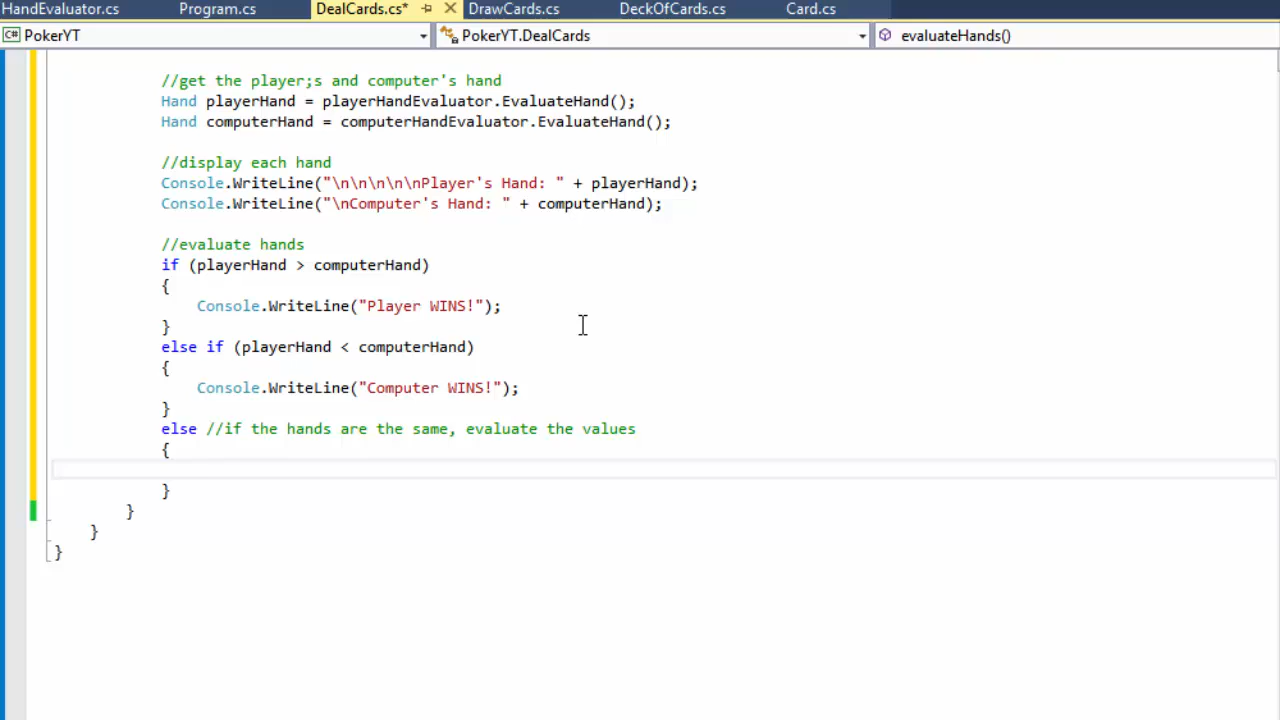 HandEvaluator.cs Program.cs DealCards.cs* DrawCards.cs DeckOfCards.cs Card.cs
C# PokerYT PokerYT.DealCards evaluateHands()
//get the player;s and computer's hand
Hand playerHand = playerHandEvaluator.EvaluateHand();
Hand computerHand = computerHandEvaluator.EvaluateHand();
//display each hand
Console.WriteLine("\n\n\n\n\nPlayer's Hand: " + playerHand);
Console.WriteLine("\nComputer's Hand: " + computerHand);
//evaluate hands
if (playerHand > computerHand)
{
Console.WriteLine("Player WINS!");
}
else if (playerHand < computerHand)
{
Console.WriteLine("Computer WINS!");
}
else //if the hands are the same, evaluate the values
{
}
}
}
}